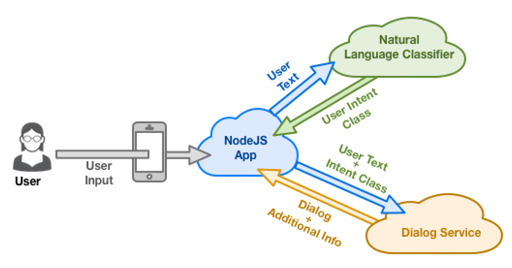 User
User
Input
NodeJS
App
User
Text
Natural
Language Classifier
User Intent
Class
User Text
+
Intent Class
Dialog
+
Additional Info
Dialog Service